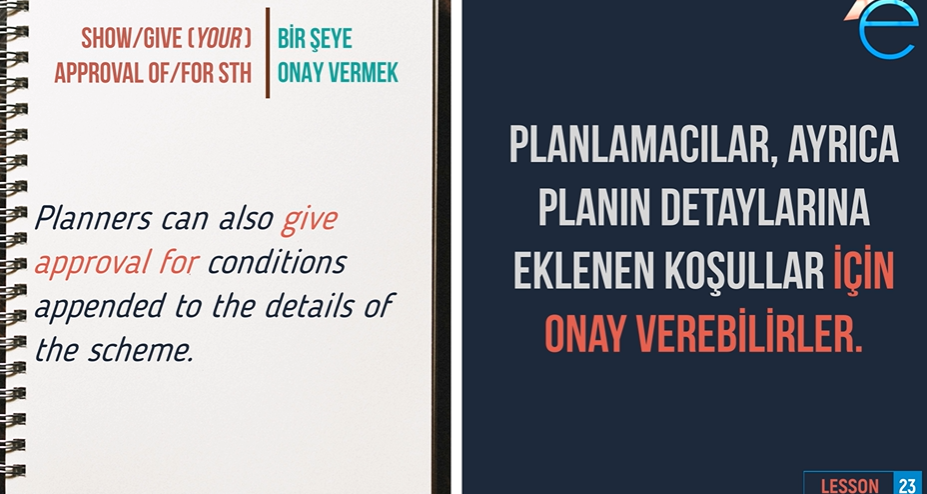 SHOW/GIVE (YOUR)
APPROVAL OF/FOR STH
BİR ŞEYE
ONAY VERMEK
Planners can also give
approval for conditions
appended to the details of
the scheme.
PLANLAMACILAR, AYRICA
PLANIN DETAYLARINA
EKLENEN KOŞULLAR İÇİN
ONAY VEREBİLİRLER.
e
LESSON 23